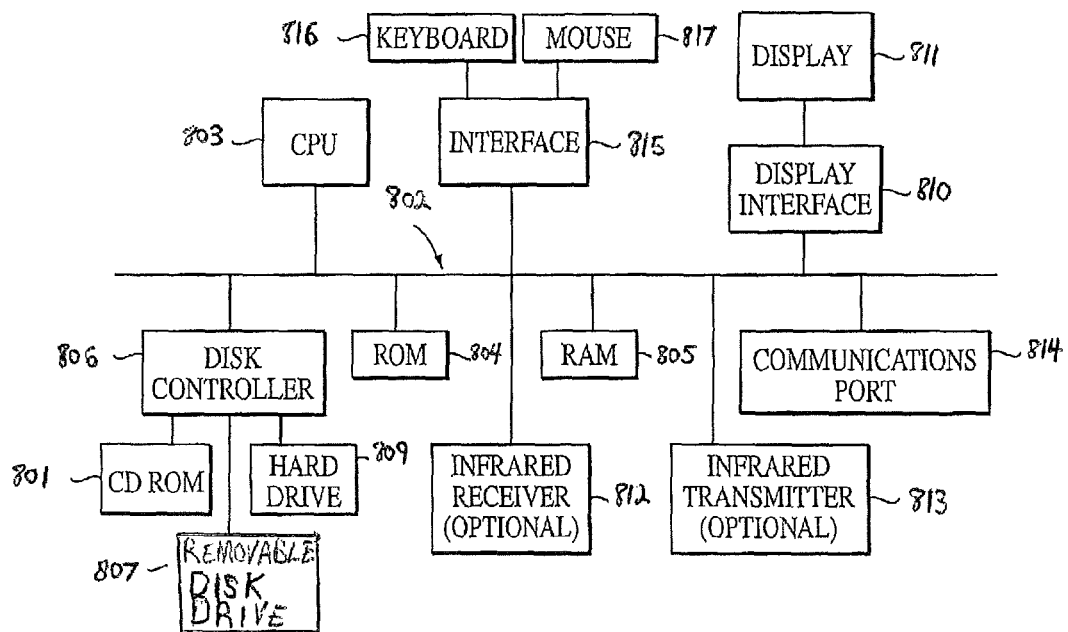 816
KEYBOARD
MOUSE
817
DISPLAY
811
803
CPU
INTERFACE
815
DISPLAY
INTERFACE
810
802
806
DISK
CONTROLLER
ROM
804
RAM
805
COMMUNICATIONS
PORT
814
801
CD ROM
HARD
DRIVE
809
INFRARED
RECEIVER
(OPTIONAL)
812
INFRARED
TRANSMITTER
(OPTIONAL)
813
807
REMOVABLE
DISK
DRIVE